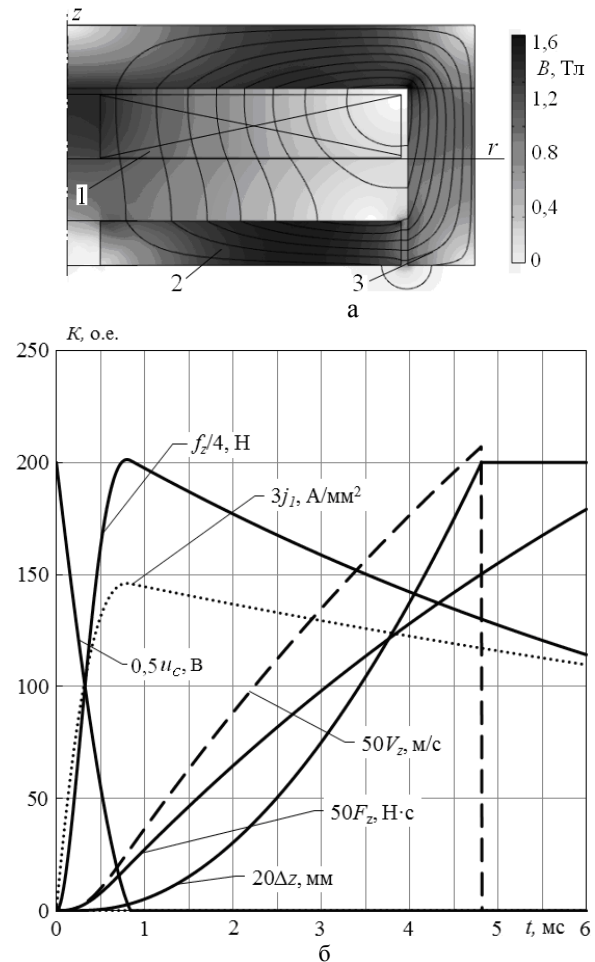 z
1,6
B, Тл
1,2
0.8
0,4
0
r
1
2
3
а
K, о.е.
250
200
150
100
50
0
f_z/4, Н
3j_1, А/мм²
0,5u_C, В
50V_z, м/с
50F_z, Н·с
20Δz, мм
0 1 2 3 4 5 t, мс 6
б